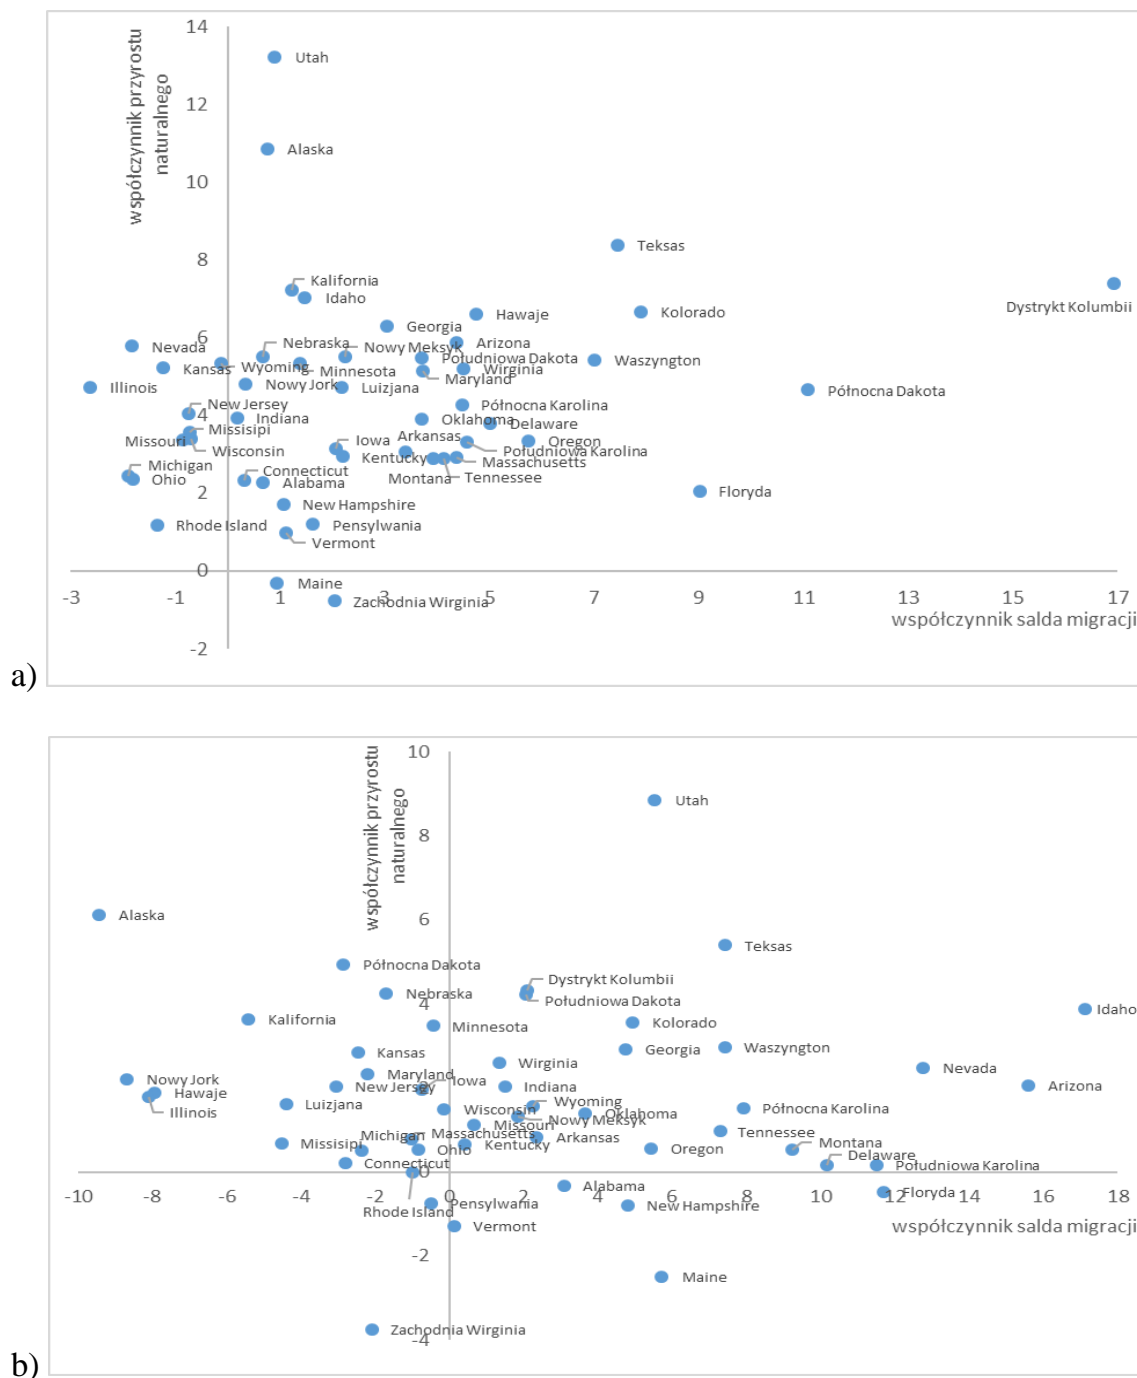 14
współczynnik przyrostu
naturalnego
Utah
12
Alaska
10
8
Teksas
Kalifornia
Idaho
Hawaje
Kolorado
Dystrykt Kolumbii
Georgia
6
Nevada
Nebraska
Nowy Meksyk
Arizona
Południowa Dakota
Kansas
Wyoming
Minnesota
Wirginia
Waszyngton
Maryland
Illinois
Nowy Jork
Luizjana
Północna Dakota
4
New Jersey
Indiana
Oklahoma
Północna Karolina
Delaware
Missisipi
Missouri
Wisconsin
Iowa
Arkansas
Oregon
Południowa Karolina
Kentucky
Massachusetts
Michigan
Ohio
Connecticut
Alabama
Montana
Tennessee
2
Floryda
New Hampshire
Rhode Island
Pensylwania
Vermont
0
Maine
-3 -1 1 3 5 7 9 11 13 15 17
Zachodnia Wirginia
współczynnik salda migracji
-2
a)
10
współczynnik przyrostu
naturalnego
Utah
8
6
Alaska
Teksas
Północna Dakota
Dystrykt Kolumbii
Nebraska
Południowa Dakota
4
Idaho
Kalifornia
Minnesota
Kolorado
Kansas
Georgia
Waszyngton
Wirginia
Nevada
Nowy Jork
Maryland
Iowa
Hawaje
New Jersey
Indiana
Arizona
Illinois
Luizjana
Wisconsin
Wyoming
Nowy Meksyk
Oklahoma
Północna Karolina
Missouri
Missisipi
Michigan
Massachusetts
Kentucky
Arkansas
Tennessee
Ohio
Oregon
Montana
Delaware
Connecticut
Południowa Karolina
Alabama
Floryda
-10 -8 -6 -4 -2 0 2 4 6 8 10 12 14 16 18
Rhode Island
Pensylwania
New Hampshire
Vermont
współczynnik salda migracji
-2
Maine
Zachodnia Wirginia
-4
b)